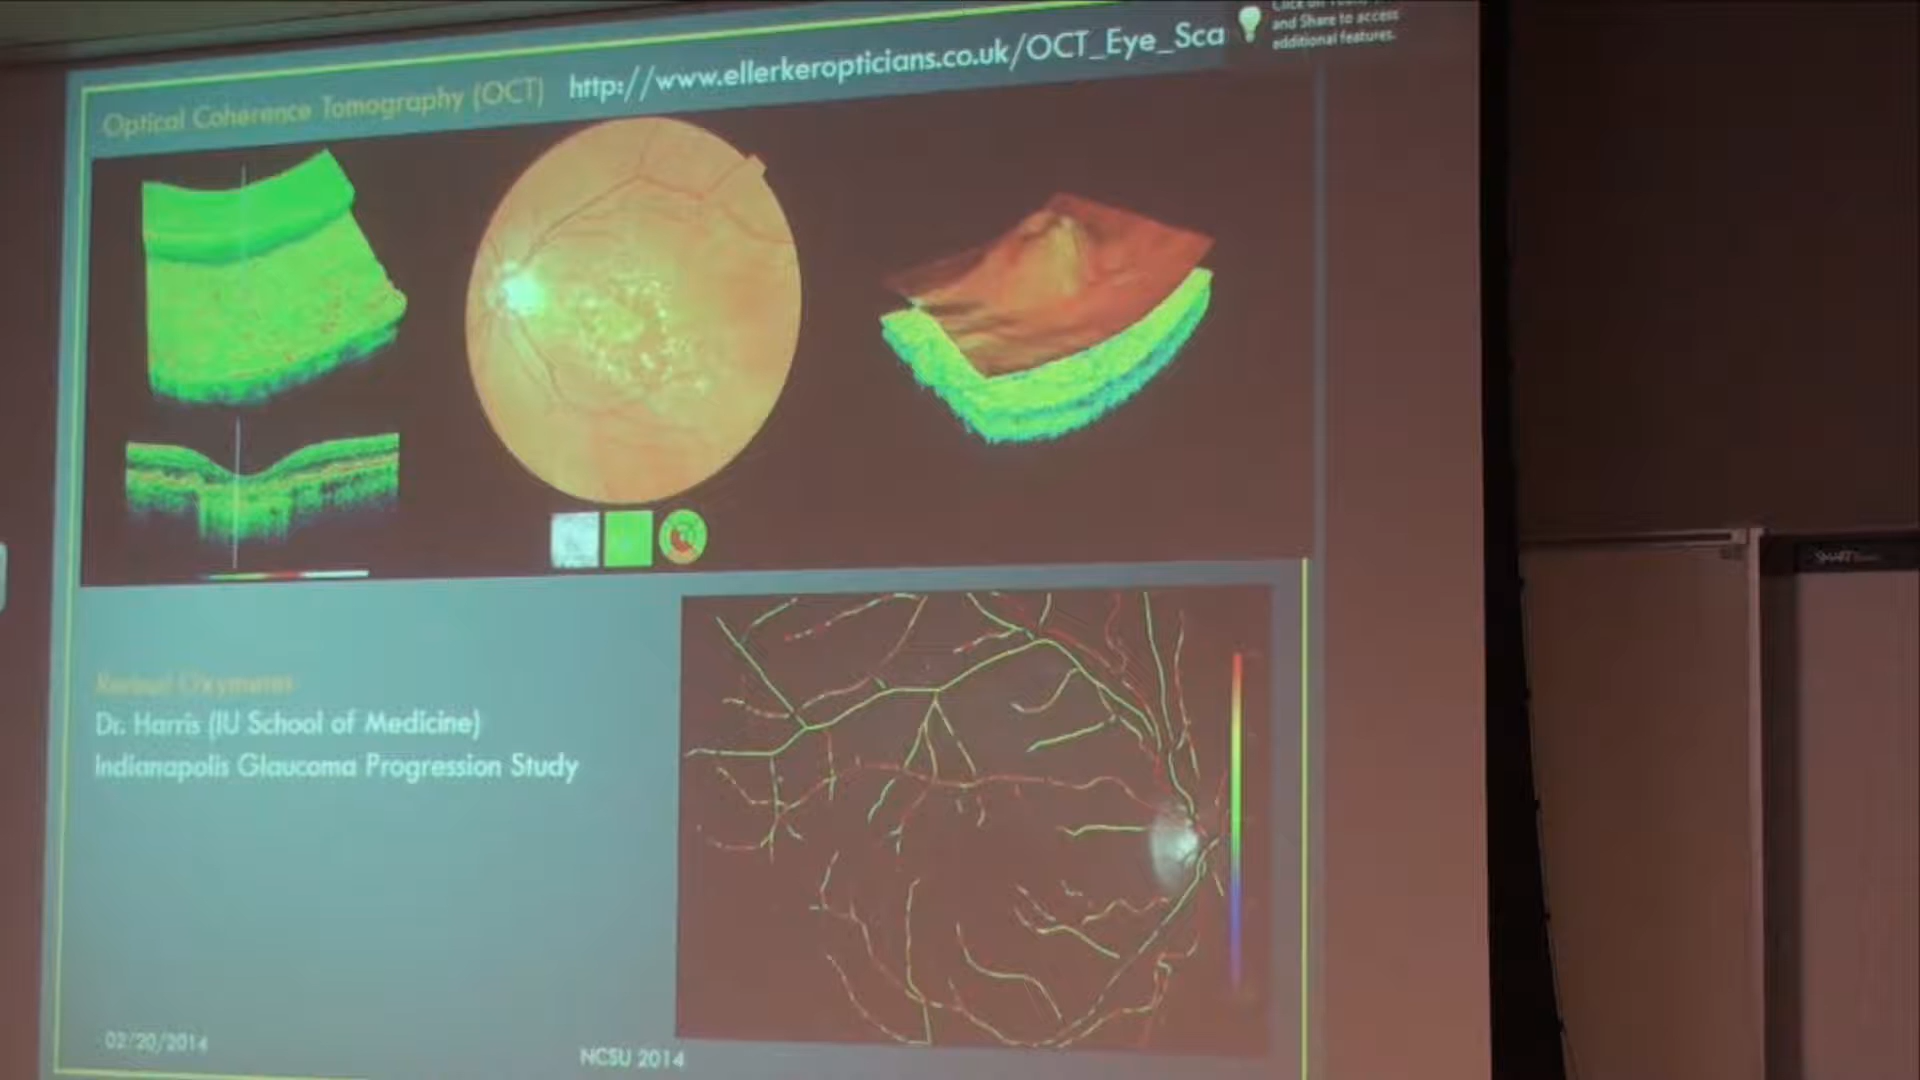 and Share to access
additional features.
Optical Coherence Tomography (OCT) http://www.ellerkeropticians.co.uk/OCT_Eye_Sca
Dr. Harris (IU School of Medicine)
Indianapolis Glaucoma Progression Study
02/20/2014
NCSU 2014
SMART